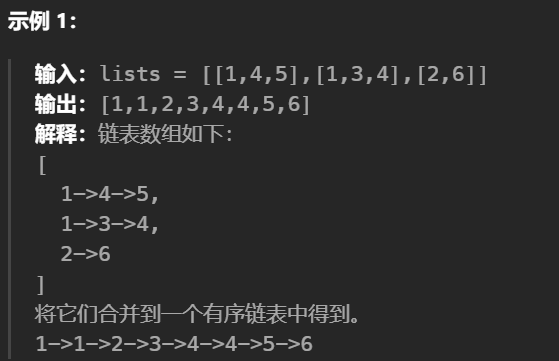 示例 1：
输入：lists = [[1,4,5],[1,3,4],[2,6]]
输出：[1,1,2,3,4,4,5,6]
解释：链表数组如下：
[
  1->4->5,
  1->3->4,
  2->6
]
将它们合并到一个有序链表中得到。
1->1->2->3->4->4->5->6